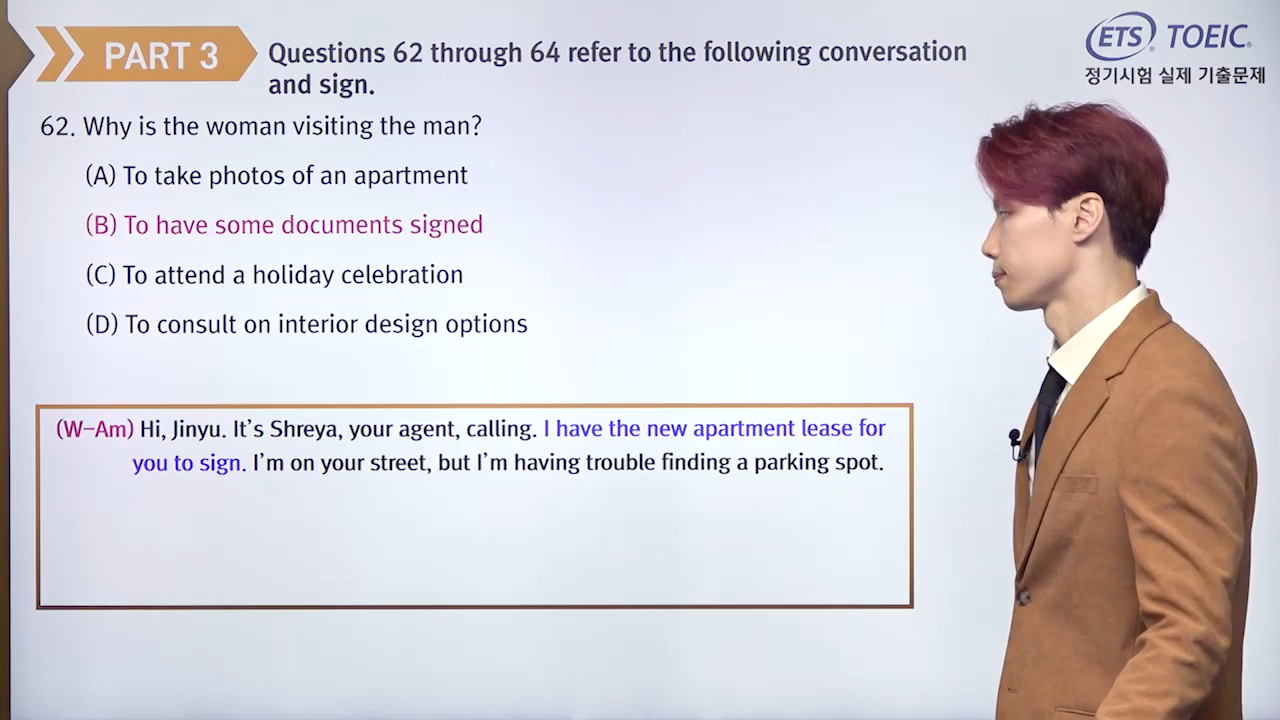 PART 3
Questions 62 through 64 refer to the following conversation
and sign.
ETS® TOEIC®
정기시험 실제 기출문제
62. Why is the woman visiting the man?
(A) To take photos of an apartment
(B) To have some documents signed
(C) To attend a holiday celebration
(D) To consult on interior design options
(W-Am) Hi, Jinyu. It's Shreya, your agent, calling. I have the new apartment lease for
you to sign. I'm on your street, but I'm having trouble finding a parking spot.